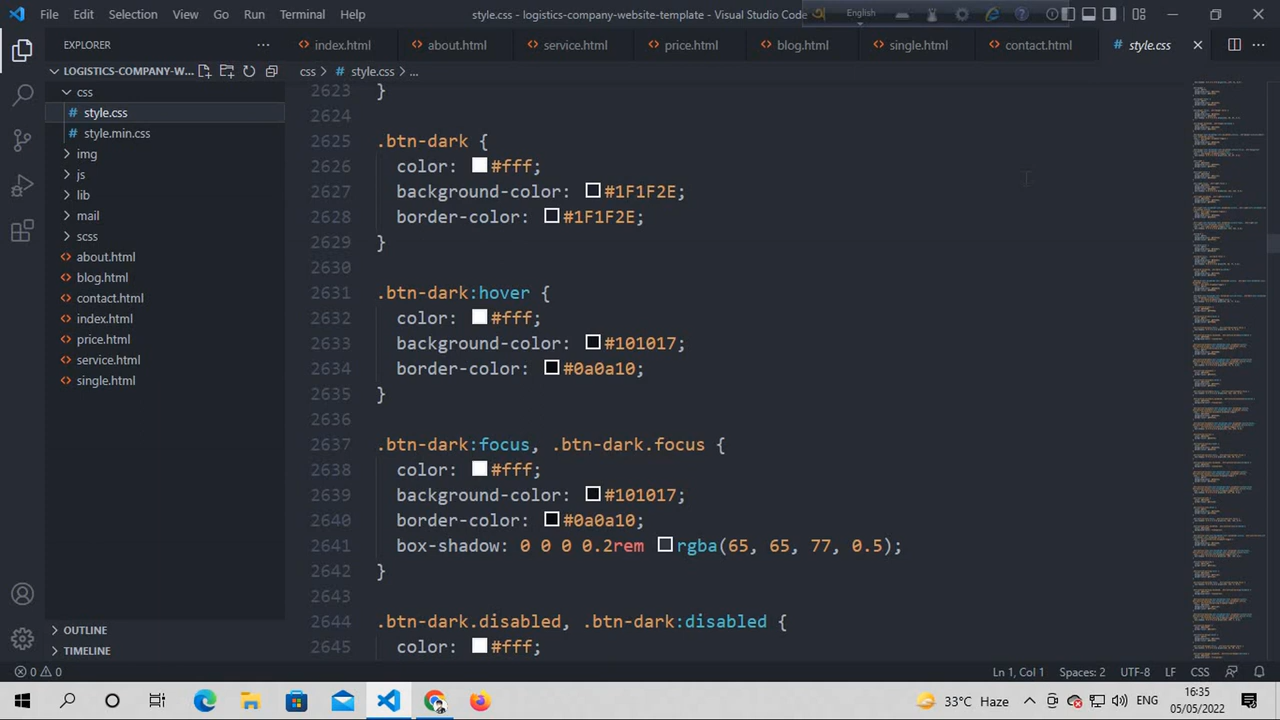 File Edit Selection View Go Run Terminal Help
style.css - logistics-company-website-template - Visual Studio Code
English
EXPLORER
index.html about.html service.html price.html blog.html single.html contact.html style.css
LOGISTICS-COMPANY-W...
css > # style.css > ...
css
# style.css
# style.min.css
img
js
lib
mail
scss
about.html
blog.html
contact.html
index.html
price.html
service.html
single.html
OUTLINE
TIMELINE
2623 }
2624
2625 .btn-dark {
2626 color: #fff;
2627 background-color: #1F1F2E;
2628 border-color: #1F1F2E;
2629 }
2630
2631 .btn-dark:hover {
2632 color: #fff;
2633 background-color: #101017;
2634 border-color: #0a0a10;
2635 }
2636
2637 .btn-dark:focus, .btn-dark.focus {
2638 color: #fff;
2639 background-color: #101017;
2640 border-color: #0a0a10;
2641 box-shadow: 0 0 0 0.2rem rgba(65, 77, 0.5);
2642 }
2643
2644 .btn-dark.disabled, .btn-dark:disabled {
2645 color: #fff;
0 0
Ln 1, Col 1 Spaces: 2 UTF-8 LF CSS
33°C Haze ENG 16:35
05/05/2022